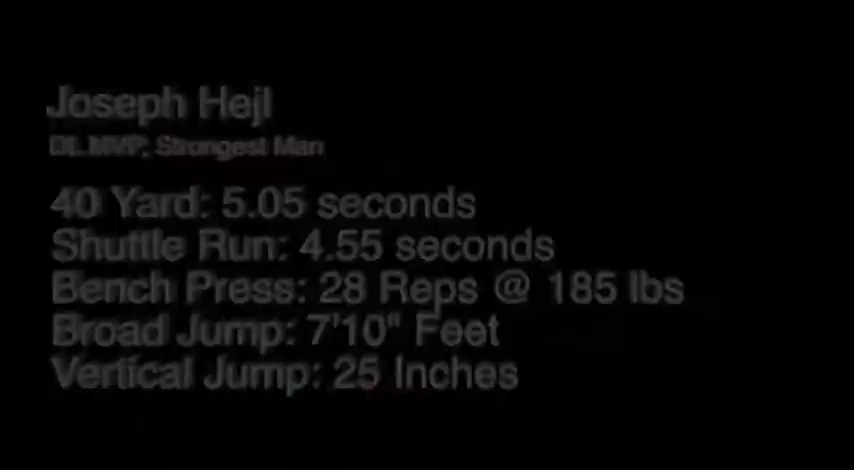 Joseph Hejl
DL MVP; Strongest Man
40 Yard: 5.05 seconds
Shuttle Run: 4.55 seconds
Bench Press: 28 Reps @ 185 lbs
Broad Jump: 7'10" Feet
Vertical Jump: 25 Inches